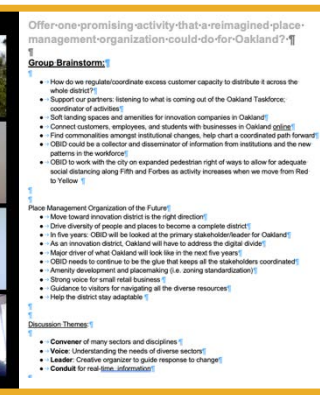 Offer one promising activity that a reimagined place-
management organization could do for Oakland? ¶
¶
Group Brainstorm:¶
¶
• How do we regulate/coordinate excess customer capacity to distribute it across the
whole district?¶
• Support our partners: listening to what is coming out of the Oakland Taskforce;
coordinator of activities¶
• Soft landing spaces and amenities for innovation companies in Oakland¶
• Connect customers, employees, and students with businesses in Oakland online¶
• Find commonalities amongst institutional changes, help chart a coordinated path forward¶
• OBID could be a collector and disseminator of information from institutions and the new
patterns in the workforce¶
• OBID to work with the city on expanded pedestrian right of ways to allow for adequate
social distancing along Fifth and Forbes as activity increases when we move from Red
to Yellow ¶
¶
¶
Place Management Organization of the Future¶
• Move toward innovation district is the right direction¶
• Drive diversity of people and places to become a complete district¶
• In five years: OBID will be looked at the primary stakeholder/leader for Oakland¶
• As an innovation district, Oakland will have to address the digital divide¶
• Major driver of what Oakland will look like in the next five years¶
• OBID needs to continue to be the glue that keeps all the stakeholders coordinated¶
• Amenity development and placemaking (i.e. zoning standardization)¶
• Strong voice for small retail business ¶
• Guidance to visitors for navigating all the diverse resources¶
• Help the district stay adaptable ¶
¶
¶
Discussion Themes:¶
¶
• Convener of many sectors and disciplines ¶
• Voice: Understanding the needs of diverse sectors¶
• Leader: Creative organizer to guide response to change¶
• Conduit for real-time, information¶